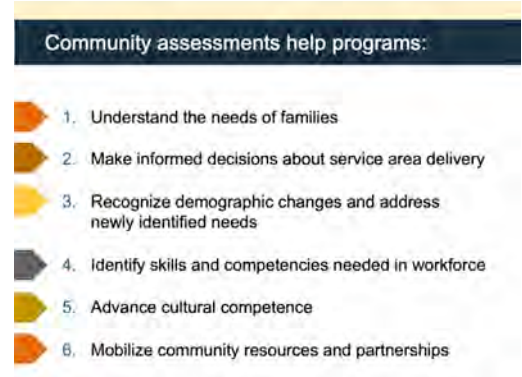 Community assessments help programs:
1. Understand the needs of families
2. Make informed decisions about service area delivery
3. Recognize demographic changes and address
newly identified needs
4. Identify skills and competencies needed in workforce
5. Advance cultural competence
6. Mobilize community resources and partnerships